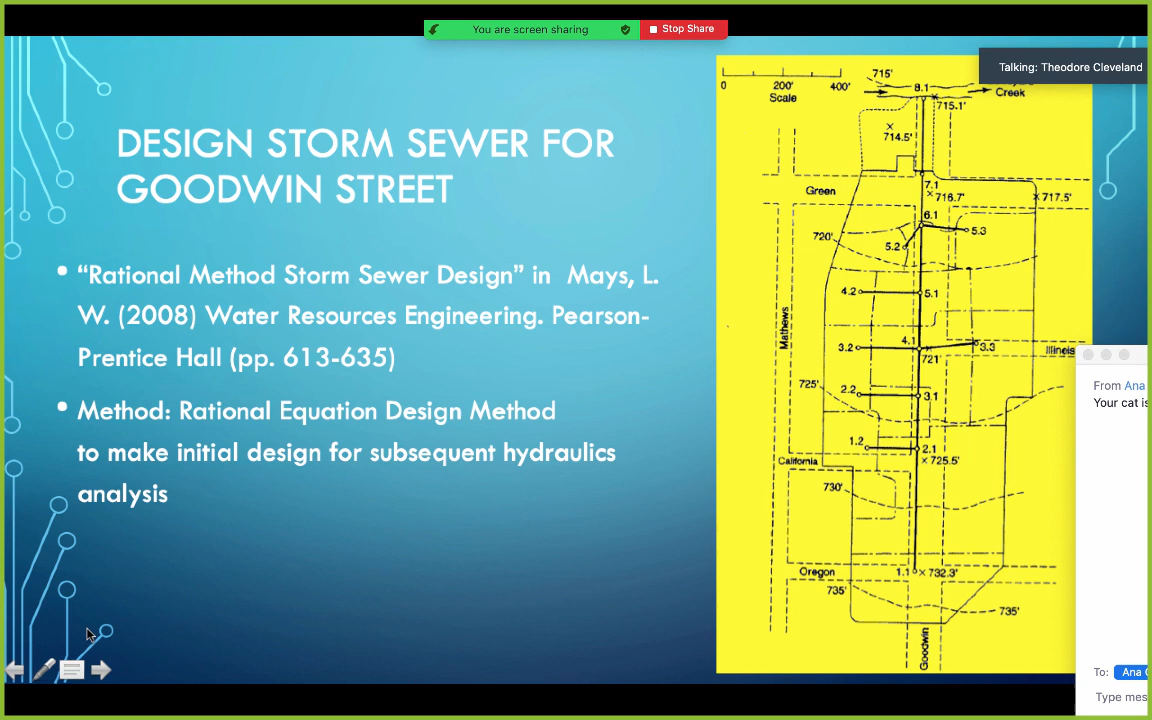 You are screen sharing
Stop Share
Talking: Theodore Cleveland
DESIGN STORM SEWER FOR
GOODWIN STREET
• “Rational Method Storm Sewer Design” in Mays, L.
W. (2008) Water Resources Engineering. Pearson-
Prentice Hall (pp. 613-635)
• Method: Rational Equation Design Method
to make initial design for subsequent hydraulics
analysis
0 200' 400'
Scale
715'
8.1
Creek
715.1'
714.5'
Green
7.1
716.7'
717.5'
6.1
720'
5.2
5.3
4.2
5.1
Mathews
3.2
4.1
3.3
721'
Illinois
725'
2.2
3.1
1.2
2.1
California
725.5'
730'
Oregon
1.1
732.3'
735'
735'
Goodwin
From Ana
Your cat is
To: Ana
Type mes